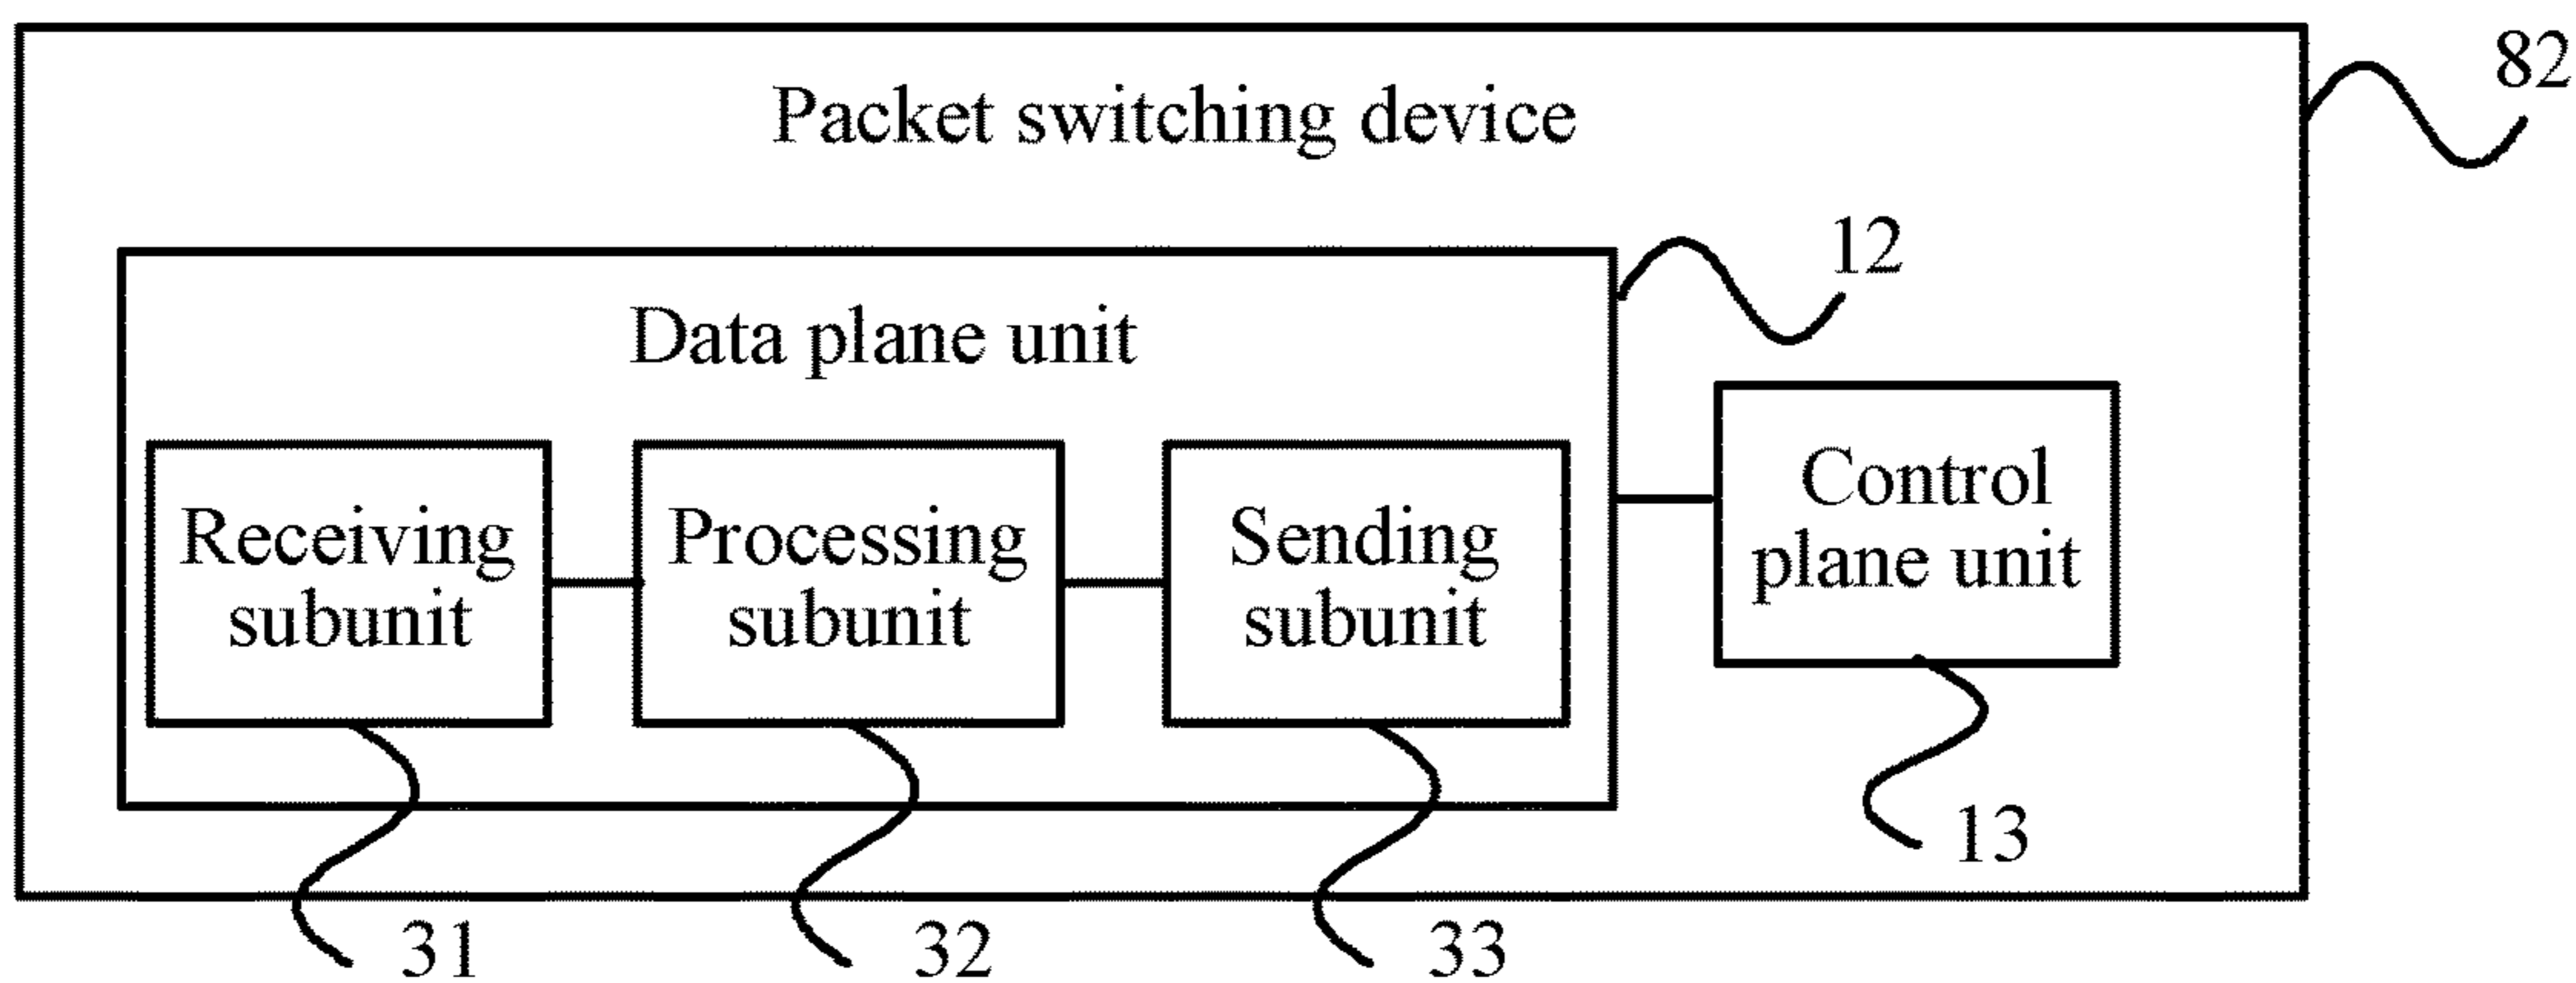 82
Packet switching device
12
Data plane unit
Receiving
subunit
Processing
subunit
Sending
subunit
Control
plane unit
13
31
32
33